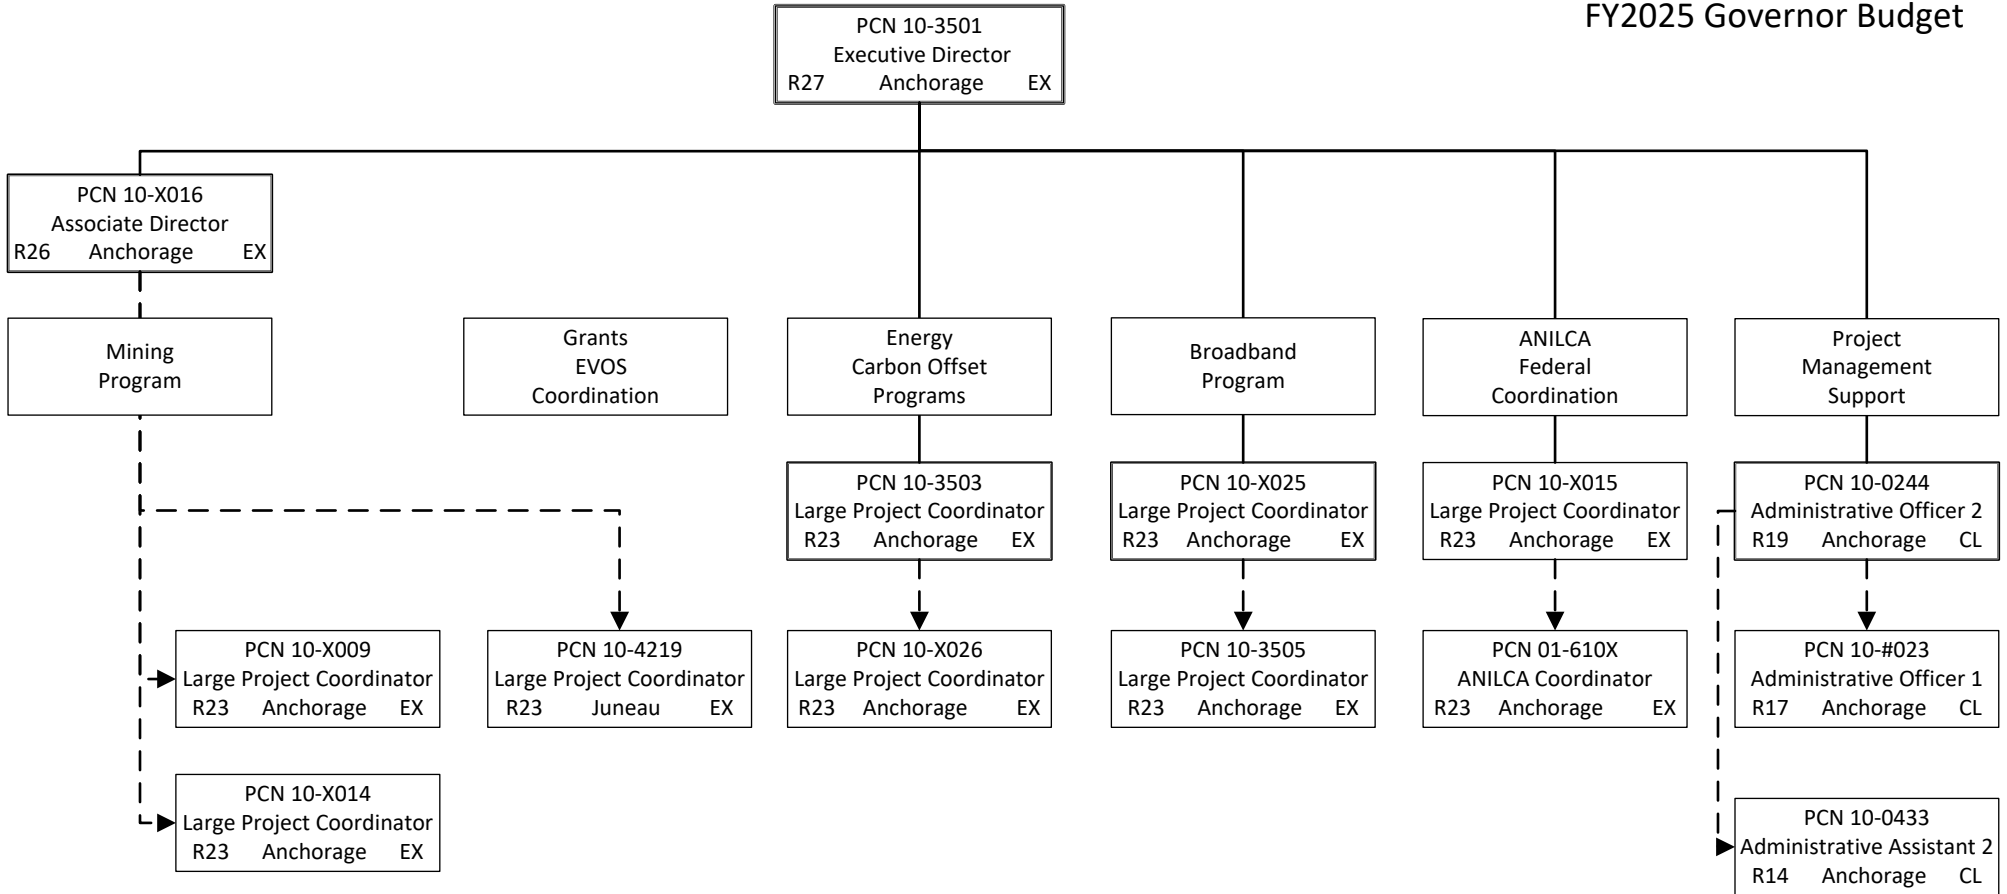 FY2025 Governor Budget
PCN 10-3501
Executive Director
R27 Anchorage EX
PCN 10-X016
Associate Director
R26 Anchorage EX
Mining
Program
Grants
EVOS
Coordination
Energy
Carbon Offset
Programs
Broadband
Program
ANILCA
Federal
Coordination
Project
Management
Support
PCN 10-3503
Large Project Coordinator
R23 Anchorage EX
PCN 10-X025
Large Project Coordinator
R23 Anchorage EX
PCN 10-X015
Large Project Coordinator
R23 Anchorage EX
PCN 10-0244
Administrative Officer 2
R19 Anchorage CL
PCN 10-X009
Large Project Coordinator
R23 Anchorage EX
PCN 10-4219
Large Project Coordinator
R23 Juneau EX
PCN 10-X026
Large Project Coordinator
R23 Anchorage EX
PCN 10-3505
Large Project Coordinator
R23 Anchorage EX
PCN 01-610X
ANILCA Coordinator
R23 Anchorage EX
PCN 10-#023
Administrative Officer 1
R17 Anchorage CL
PCN 10-X014
Large Project Coordinator
R23 Anchorage EX
PCN 10-0433
Administrative Assistant 2
R14 Anchorage CL